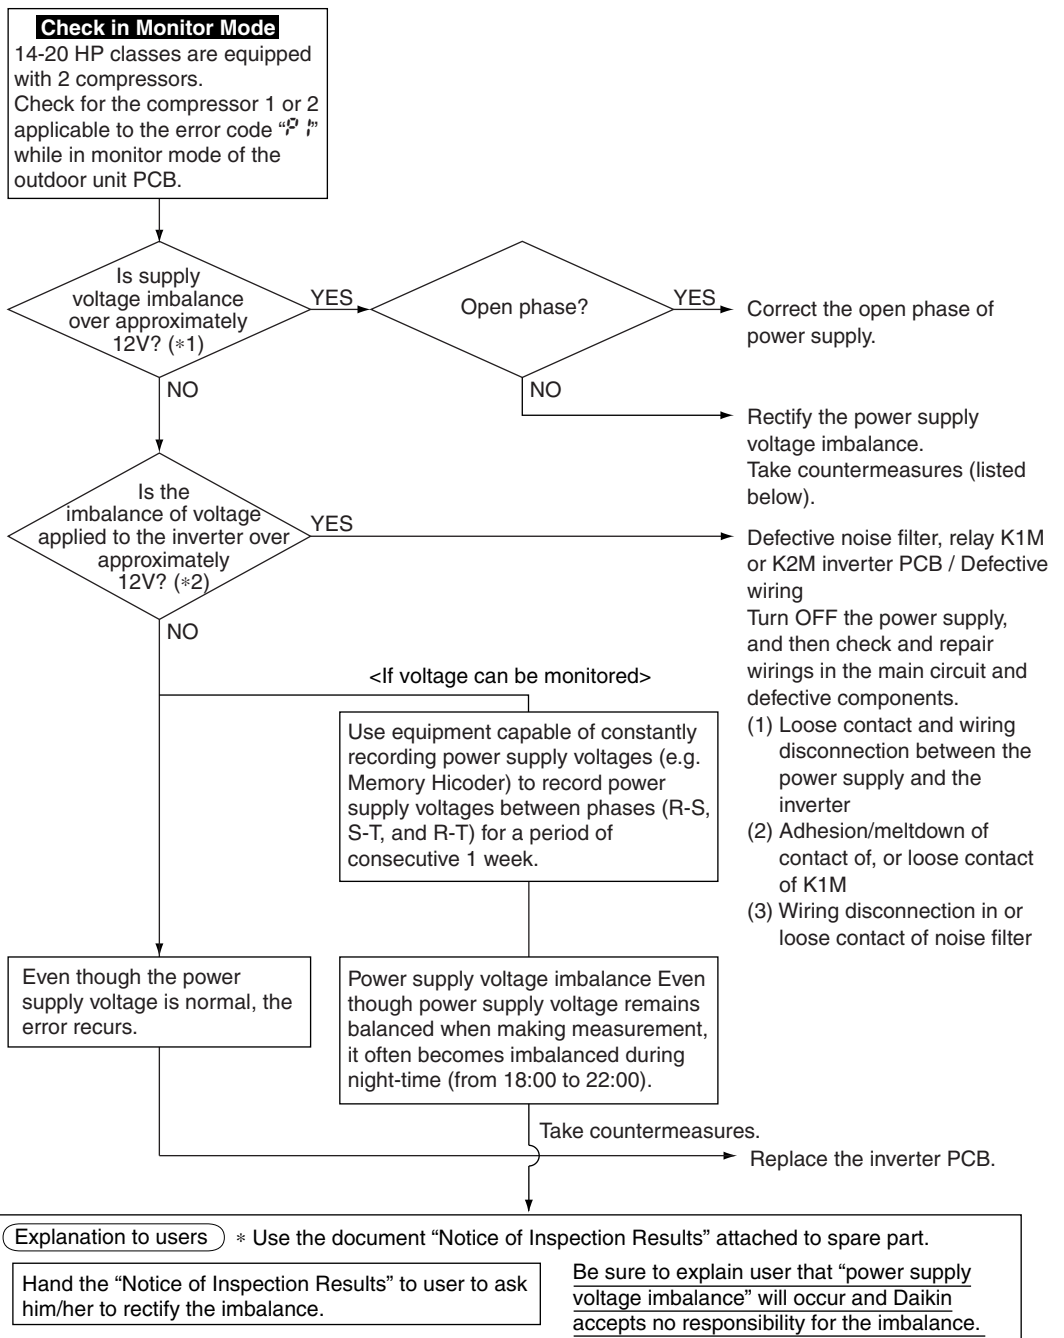 Check in Monitor Mode
14-20 HP classes are equipped
with 2 compressors.
Check for the compressor 1 or 2
applicable to the error code “P1”
while in monitor mode of the
outdoor unit PCB.
Is supply
voltage imbalance
over approximately
12V? (*1)
YES
NO
Open phase?
YES
NO
Correct the open phase of
power supply.
Rectify the power supply
voltage imbalance.
Take countermeasures (listed
below).
Is the
imbalance of voltage
applied to the inverter over
approximately
12V? (*2)
YES
NO
Defective noise filter, relay K1M
or K2M inverter PCB / Defective
wiring
Turn OFF the power supply,
and then check and repair
wirings in the main circuit and
defective components.
(1) Loose contact and wiring
disconnection between the
power supply and the
inverter
(2) Adhesion/meltdown of
contact of, or loose contact
of K1M
(3) Wiring disconnection in or
loose contact of noise filter
<If voltage can be monitored>
Use equipment capable of constantly
recording power supply voltages (e.g.
Memory Hicoder) to record power
supply voltages between phases (R-S,
S-T, and R-T) for a period of
consecutive 1 week.
Even though the power
supply voltage is normal, the
error recurs.
Power supply voltage imbalance Even
though power supply voltage remains
balanced when making measurement,
it often becomes imbalanced during
night-time (from 18:00 to 22:00).
Take countermeasures.
Replace the inverter PCB.
Explanation to users * Use the document “Notice of Inspection Results” attached to spare part.
Hand the “Notice of Inspection Results” to user to ask
him/her to rectify the imbalance.
Be sure to explain user that “power supply
voltage imbalance” will occur and Daikin
accepts no responsibility for the imbalance.